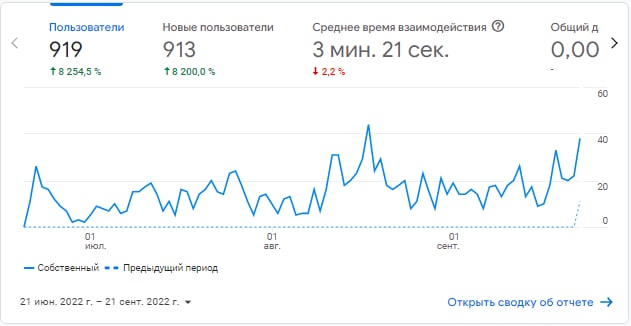 Пользователи
919
8 254,5 %
Новые пользователи
913
8 200,0 %
Среднее время взаимодействия
3 мин. 21 сек.
2,2 %
Общий д
0,00
-
60
40
20
0
01
июл.
01
авг.
01
сент.
Собственный
Предыдущий период
21 июн. 2022 г. – 21 сент. 2022 г.
Открыть сводку об отчете